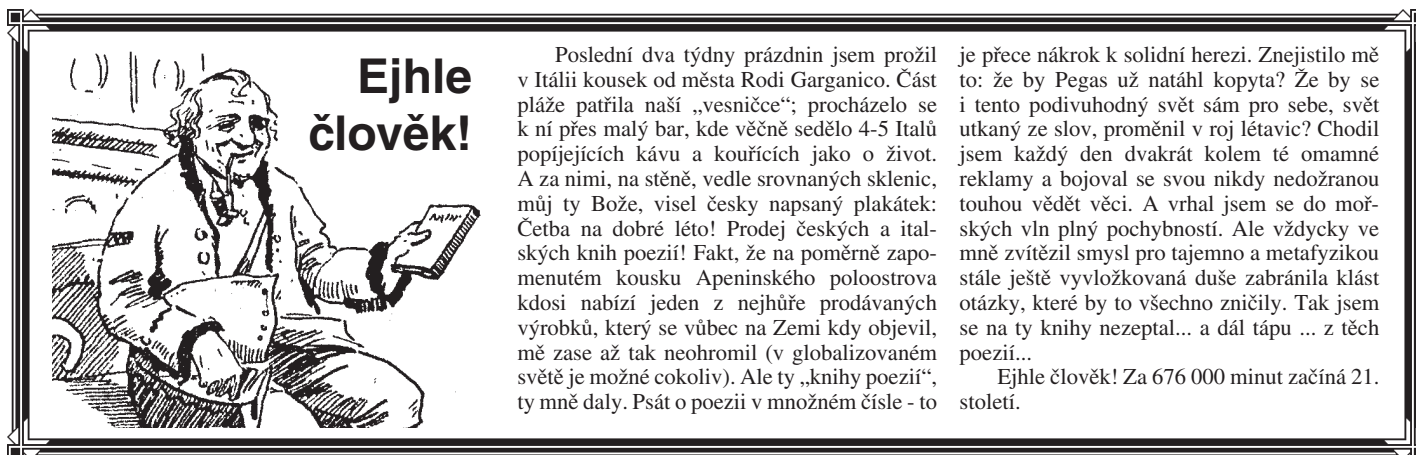 Ejhle
člověk!
Poslední dva týdny prázdnin jsem prožil
v Itálii kousek od města Rodi Garganico. Část
pláže patřila naší „vesničce“; procházelo se
k ní přes malý bar, kde věčně sedělo 4-5 Italů
popíjejících kávu a kouřících jako o život.
A za nimi, na stěně, vedle srovnaných sklenic,
můj ty Bože, visel česky napsaný plakátek:
Četba na dobré léto! Prodej českých a ital-
ských knih poezií! Fakt, že na poměrně zapo-
menutém kousku Apeninského poloostrova
kdosi nabízí jeden z nejhůře prodávaných
výrobků, který se vůbec na Zemi kdy objevil,
mě zase až tak neohromil (v globalizovaném
světě je možné cokoliv). Ale ty „knihy poezií“,
ty mně daly. Psát o poezii v množném čísle - to
je přece nákrok k solidní herezi. Znejistilo mě
to: že by Pegas už natáhl kopyta? Že by se
i tento podivuhodný svět sám pro sebe, svět
utkaný ze slov, proměnil v roj létavic? Chodil
jsem každý den dvakrát kolem té omamné
reklamy a bojoval se svou nikdy nedožranou
touhou vědět věci. A vrhal jsem se do moř-
ských vln plný pochybností. Ale vždycky ve
mně zvítězil smysl pro tajemno a metafyzikou
stále ještě vyvložkovaná duše zabránila klást
otázky, které by to všechno zničily. Tak jsem
se na ty knihy nezeptal... a dál tápu ... z těch
poezií...
Ejhle člověk! Za 676 000 minut začíná 21.
století.